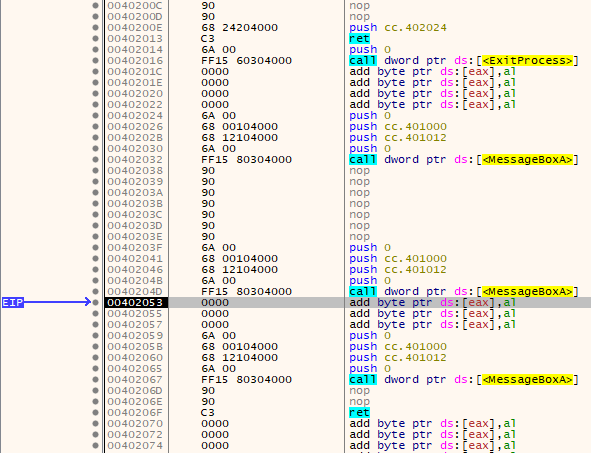 0040200C 90 nop
0040200D 90 nop
0040200E 68 24204000 push cc.402024
00402013 C3 ret
00402014 6A 00 push 0
00402016 FF15 60304000 call dword ptr ds:[<ExitProcess>]
0040201C 0000 add byte ptr ds:[eax],al
0040201E 0000 add byte ptr ds:[eax],al
00402020 0000 add byte ptr ds:[eax],al
00402022 0000 add byte ptr ds:[eax],al
00402024 6A 00 push 0
00402026 68 00104000 push cc.401000
0040202B 68 12104000 push cc.401012
00402030 6A 00 push 0
00402032 FF15 80304000 call dword ptr ds:[<MessageBoxA>]
00402038 90 nop
00402039 90 nop
0040203A 90 nop
0040203B 90 nop
0040203C 90 nop
0040203D 90 nop
0040203E 90 nop
0040203F 6A 00 push 0
00402041 68 00104000 push cc.401000
00402046 68 12104000 push cc.401012
0040204B 6A 00 push 0
0040204D FF15 80304000 call dword ptr ds:[<MessageBoxA>]
EIP 00402053 0000 add byte ptr ds:[eax],al
00402055 0000 add byte ptr ds:[eax],al
00402057 0000 add byte ptr ds:[eax],al
00402059 6A 00 push 0
0040205B 68 00104000 push cc.401000
00402060 68 12104000 push cc.401012
00402065 6A 00 push 0
00402067 FF15 80304000 call dword ptr ds:[<MessageBoxA>]
0040206D 90 nop
0040206E 90 nop
0040206F C3 ret
00402070 0000 add byte ptr ds:[eax],al
00402072 0000 add byte ptr ds:[eax],al
00402074 0000 add byte ptr ds:[eax],al